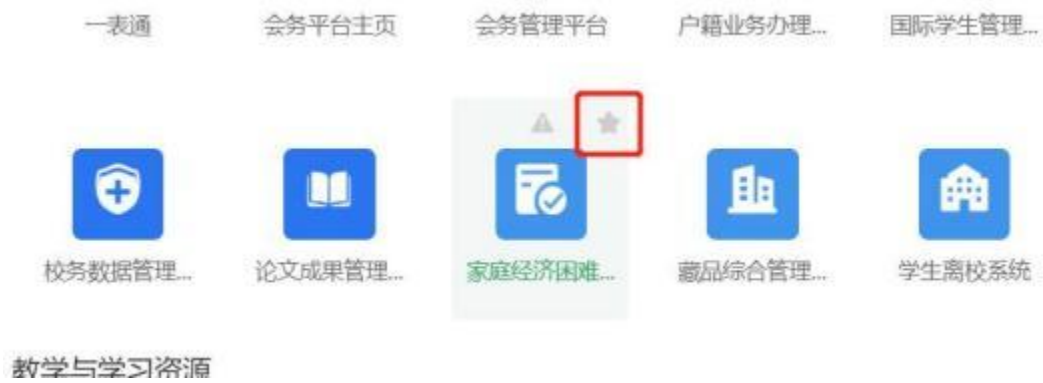 一表通 会务平台主页 会务管理平台 户籍业务办理... 国际学生管理...
校务数据管理... 论文成果管理... 家庭经济困难... 藏品综合管理... 学生离校系统
教学与学习资源